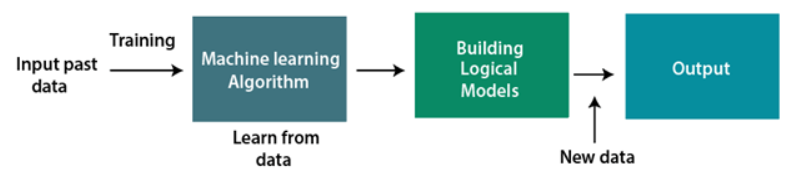 Input past
data
Training
Machine learning
Algorithm
Learn from
data
Building
Logical
Models
New data
Output